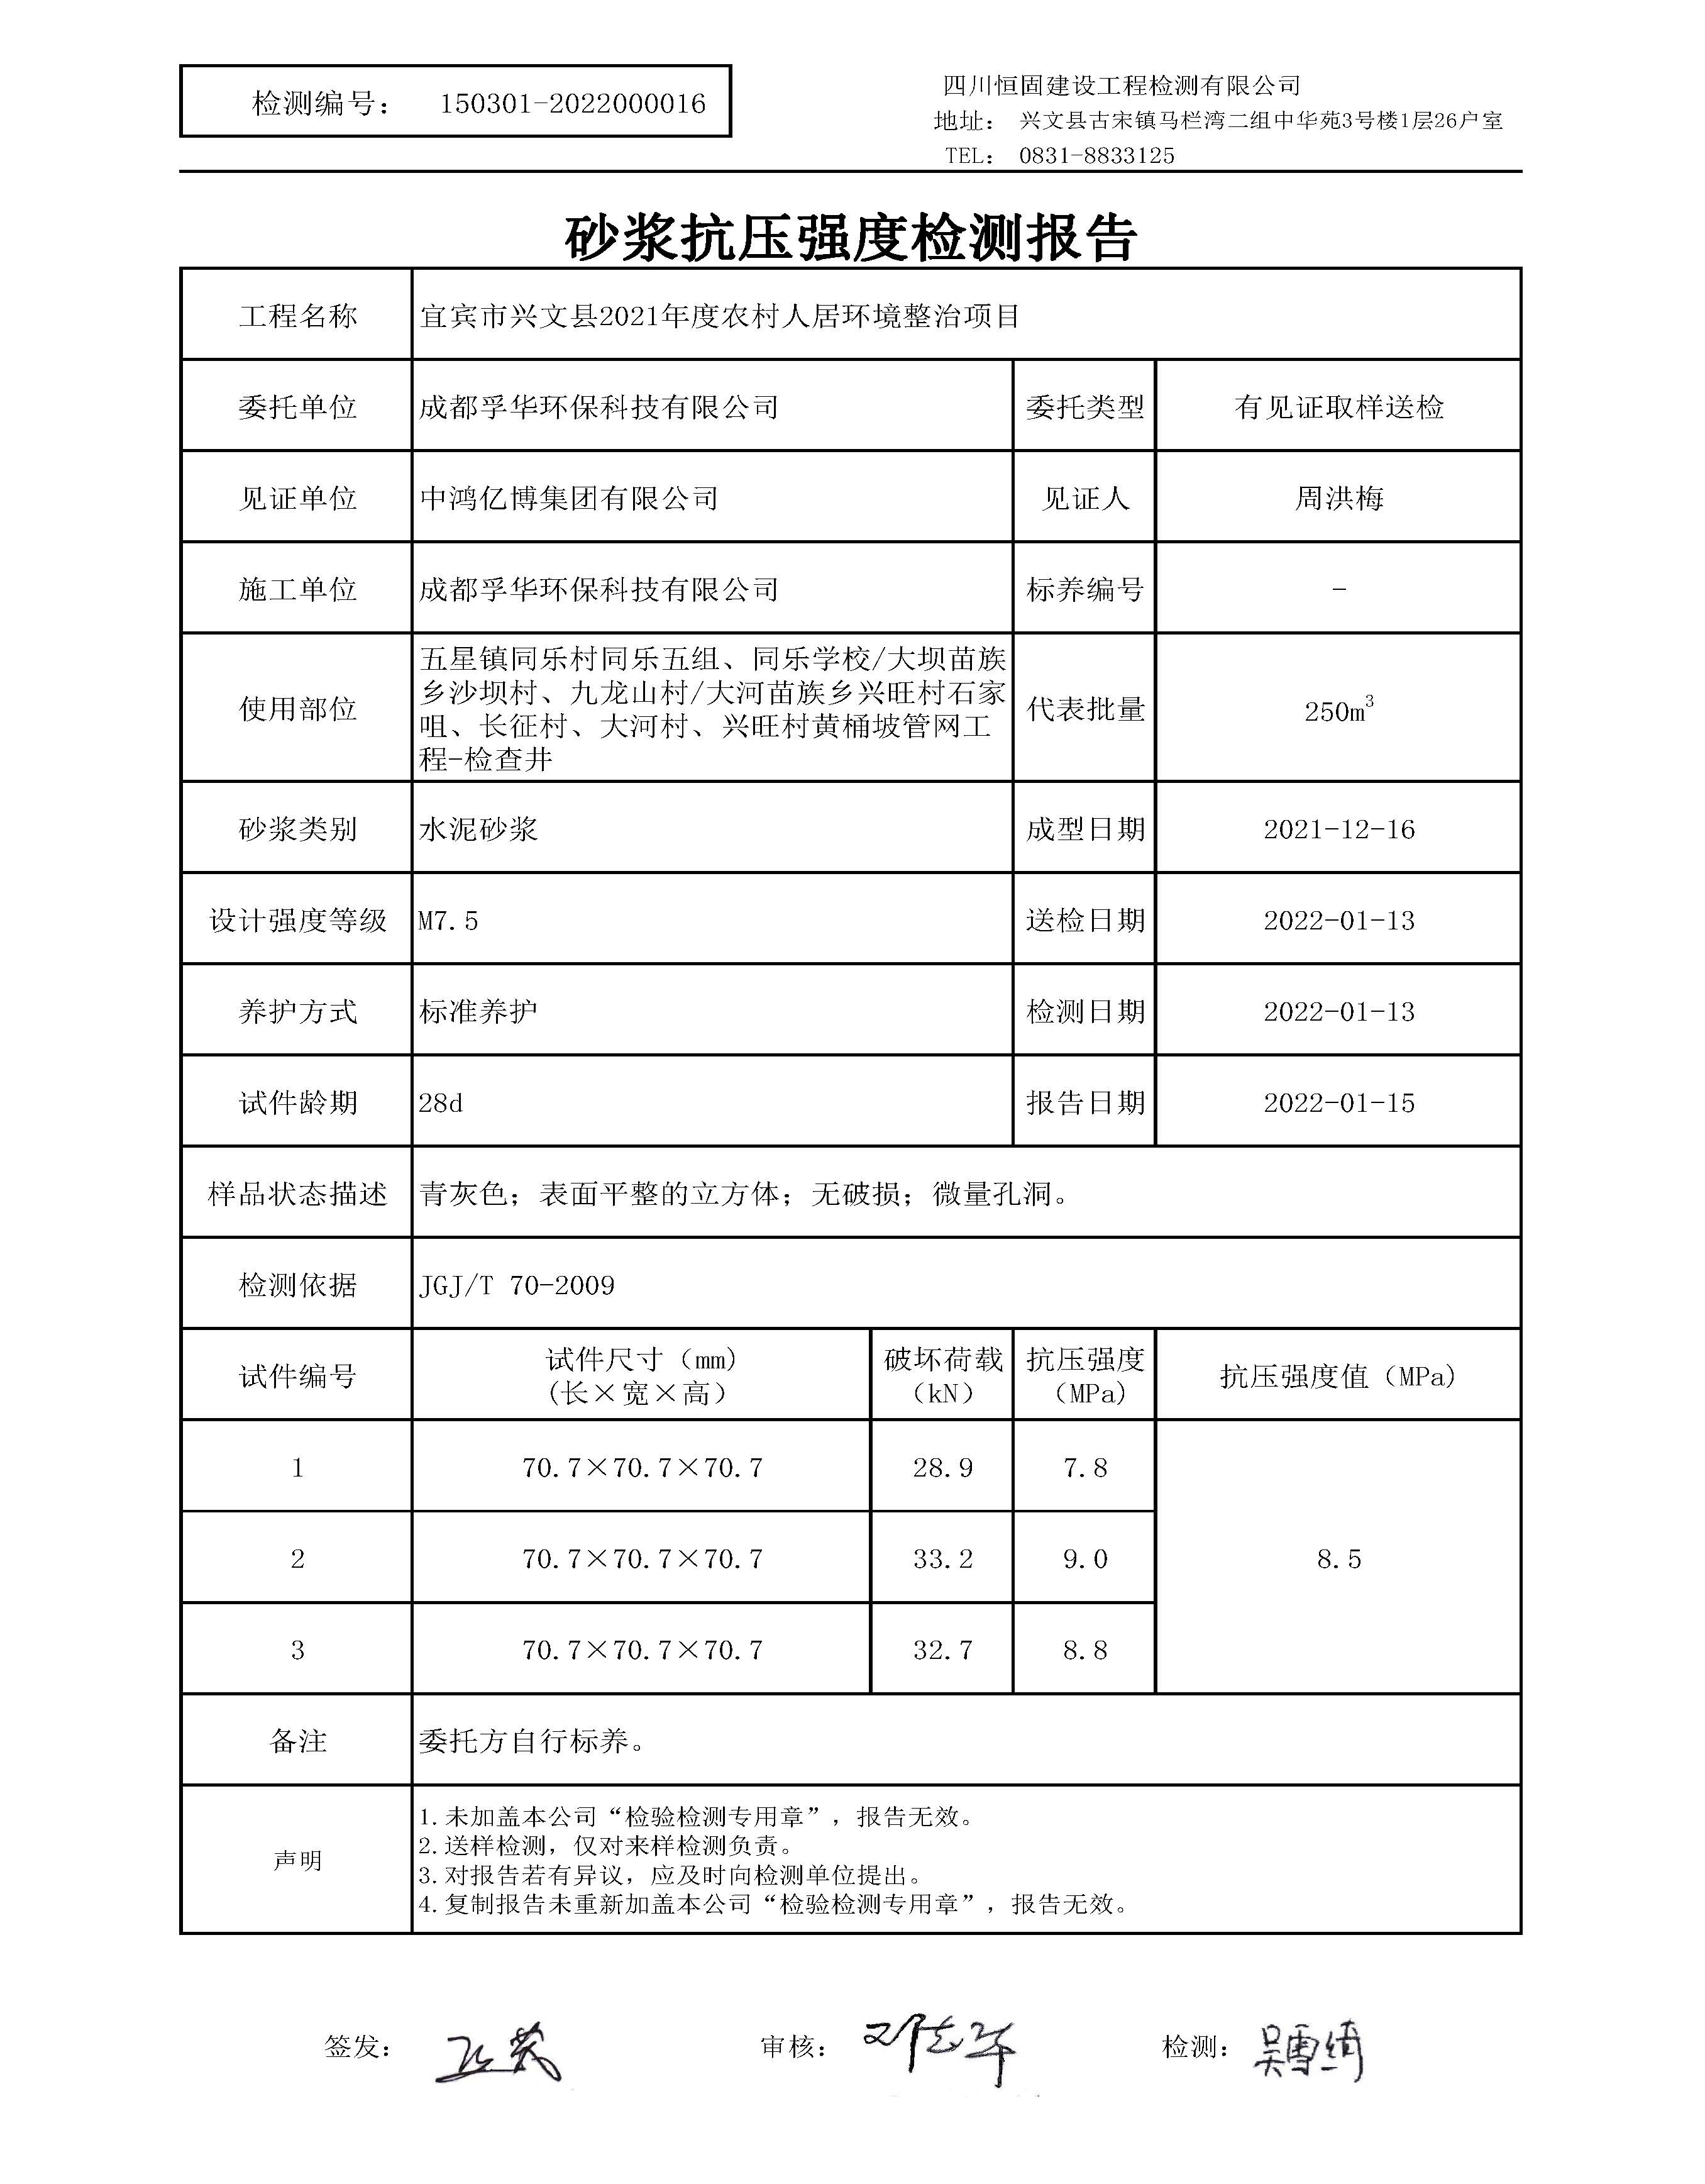 检测编号： 150301-2022000016
四川恒固建设工程检测有限公司
地址： 兴文县古宋镇马栏湾二组中华苑3号楼1层26户室
TEL： 0831-8833125
砂浆抗压强度检测报告
工程名称 宜宾市兴文县2021年度农村人居环境整治项目
委托单位 成都孚华环保科技有限公司 委托类型 有见证取样送检
见证单位 中鸿亿博集团有限公司 见证人 周洪梅
施工单位 成都孚华环保科技有限公司 标养编号 -
使用部位 五星镇同乐村同乐五组、同乐学校/大坝苗族
乡沙坝村、九龙山村/大河苗族乡兴旺村石家
咀、长征村、大河村、兴旺村黄桶坡管网工
程-检查井
代表批量 250m³
砂浆类别 水泥砂浆 成型日期 2021-12-16
设计强度等级 M7.5 送检日期 2022-01-13
养护方式 标准养护 检测日期 2022-01-13
试件龄期 28d 报告日期 2022-01-15
样品状态描述 青灰色；表面平整的立方体；无破损；微量孔洞。
检测依据 JGJ/T 70-2009
试件编号 试件尺寸（mm)
(长×宽×高）
破坏荷载
（kN）
抗压强度
（MPa)
抗压强度值（MPa)
1 70.7×70.7×70.7 28.9 7.8
2 70.7×70.7×70.7 33.2 9.0 8.5
3 70.7×70.7×70.7 32.7 8.8
备注 委托方自行标养。
声明 1.未加盖本公司“检验检测专用章”，报告无效。
2.送样检测，仅对来样检测负责。
3.对报告若有异议，应及时向检测单位提出。
4.复制报告未重新加盖本公司“检验检测专用章”，报告无效。
签发： 审核： 邓志华 检测： 吴雪绮